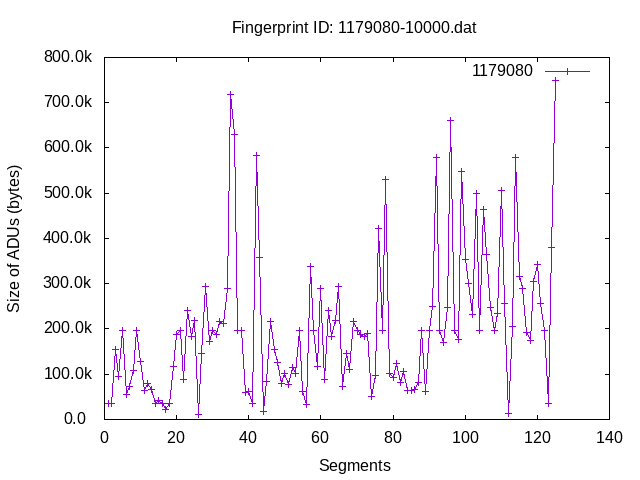 Fingerprint ID: 1179080-10000.dat
1179080
800.0k
700.0k
600.0k
500.0k
400.0k
300.0k
200.0k
100.0k
0.0
Size of ADUs (bytes)
0 20 40 60 80 100 120 140
Segments